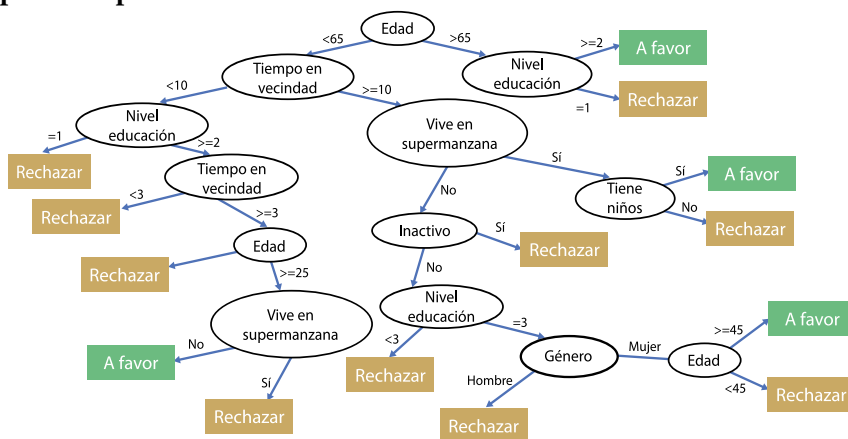 Edad
<65
>65
>=2
A favor
Tiempo en
vecindad
Nivel
educación
<10
>=10
=1
Rechazar
Nivel
educación
Vive en
supermanzana
=1
>=2
Rechazar
Tiempo en
vecindad
Sí
Tiene
niños
Sí
A favor
No
<3
Rechazar
No
Rechazar
>=3
Inactivo
Sí
Rechazar
Edad
Rechazar
>=25
No
Nivel
educación
Vive en
supermanzana
=3
>=45
A favor
No
A favor
<3
Rechazar
Género
Mujer
Edad
Sí
Rechazar
Hombre
Rechazar
<45
Rechazar